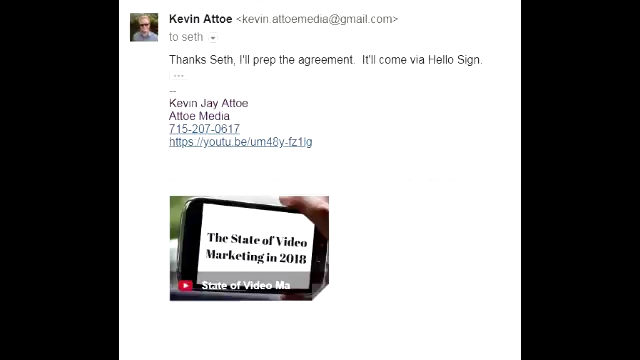 Kevin Attoe <kevin.attoemedia@gmail.com>
to seth
Thanks Seth, I'll prep the agreement. It'll come via Hello Sign.
--
Kevin Jay Attoe
Attoe Media
715-207-0617
https://youtu.be/um48y-fz1lg
The State of Video
Marketing in 2018
State of Video Ma